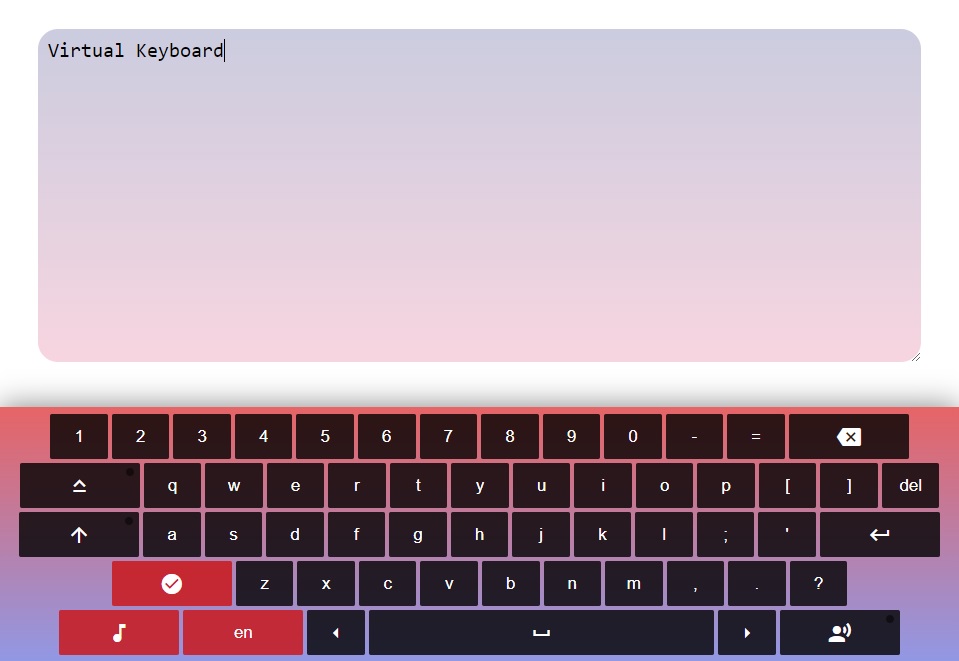 Virtual Keyboard
1 2 3 4 5 6 7 8 9 0 - =
q w e r t y u i o p [ ] del
a s d f g h j k l ; '
z x c v b n m , . ?
en